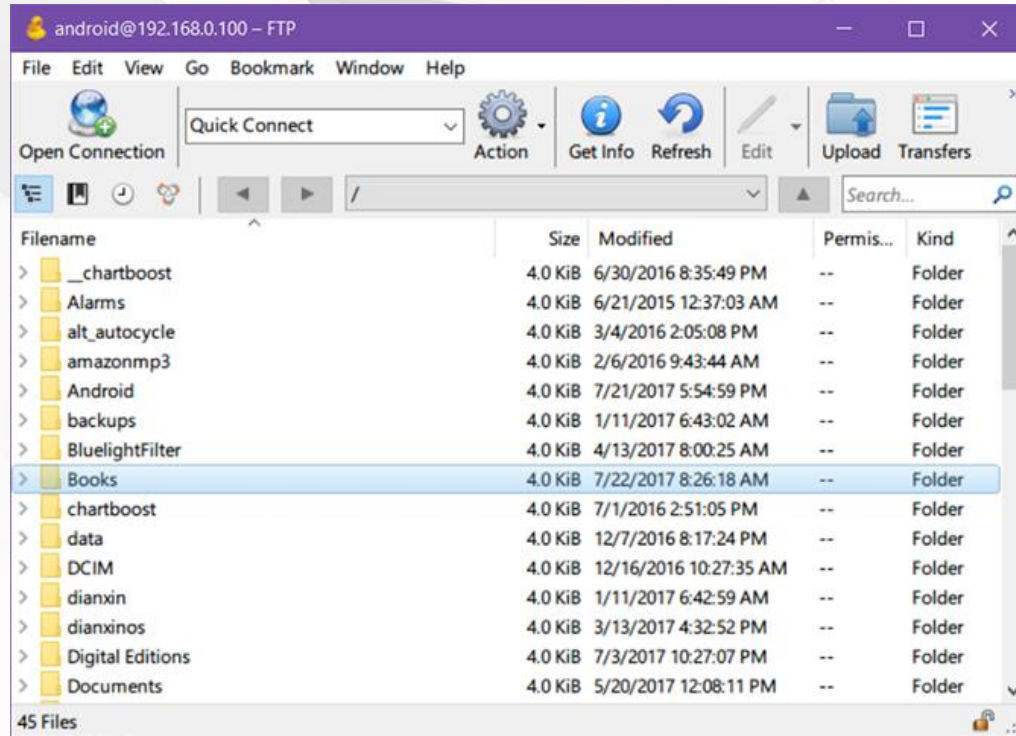 android@192.168.0.100 – FTP
File Edit View Go Bookmark Window Help
Open Connection Quick Connect Action Get Info Refresh Edit Upload Transfers
/ Search...
Filename Size Modified Permis... Kind
__chartboost 4.0 KiB 6/30/2016 8:35:49 PM -- Folder
Alarms 4.0 KiB 6/21/2015 12:37:03 AM -- Folder
alt_autocycle 4.0 KiB 3/4/2016 2:05:08 PM -- Folder
amazonmp3 4.0 KiB 2/6/2016 9:43:44 AM -- Folder
Android 4.0 KiB 7/21/2017 5:54:59 PM -- Folder
backups 4.0 KiB 1/11/2017 6:43:02 AM -- Folder
BluelightFilter 4.0 KiB 4/13/2017 8:00:25 AM -- Folder
Books 4.0 KiB 7/22/2017 8:26:18 AM -- Folder
chartboost 4.0 KiB 7/1/2016 2:51:05 PM -- Folder
data 4.0 KiB 12/7/2016 8:17:24 PM -- Folder
DCIM 4.0 KiB 12/16/2016 10:27:35 AM -- Folder
dianxin 4.0 KiB 1/11/2017 6:42:59 AM -- Folder
dianxinos 4.0 KiB 3/13/2017 4:32:52 PM -- Folder
Digital Editions 4.0 KiB 7/3/2017 10:27:07 PM -- Folder
Documents 4.0 KiB 5/20/2017 12:08:11 PM -- Folder
45 Files